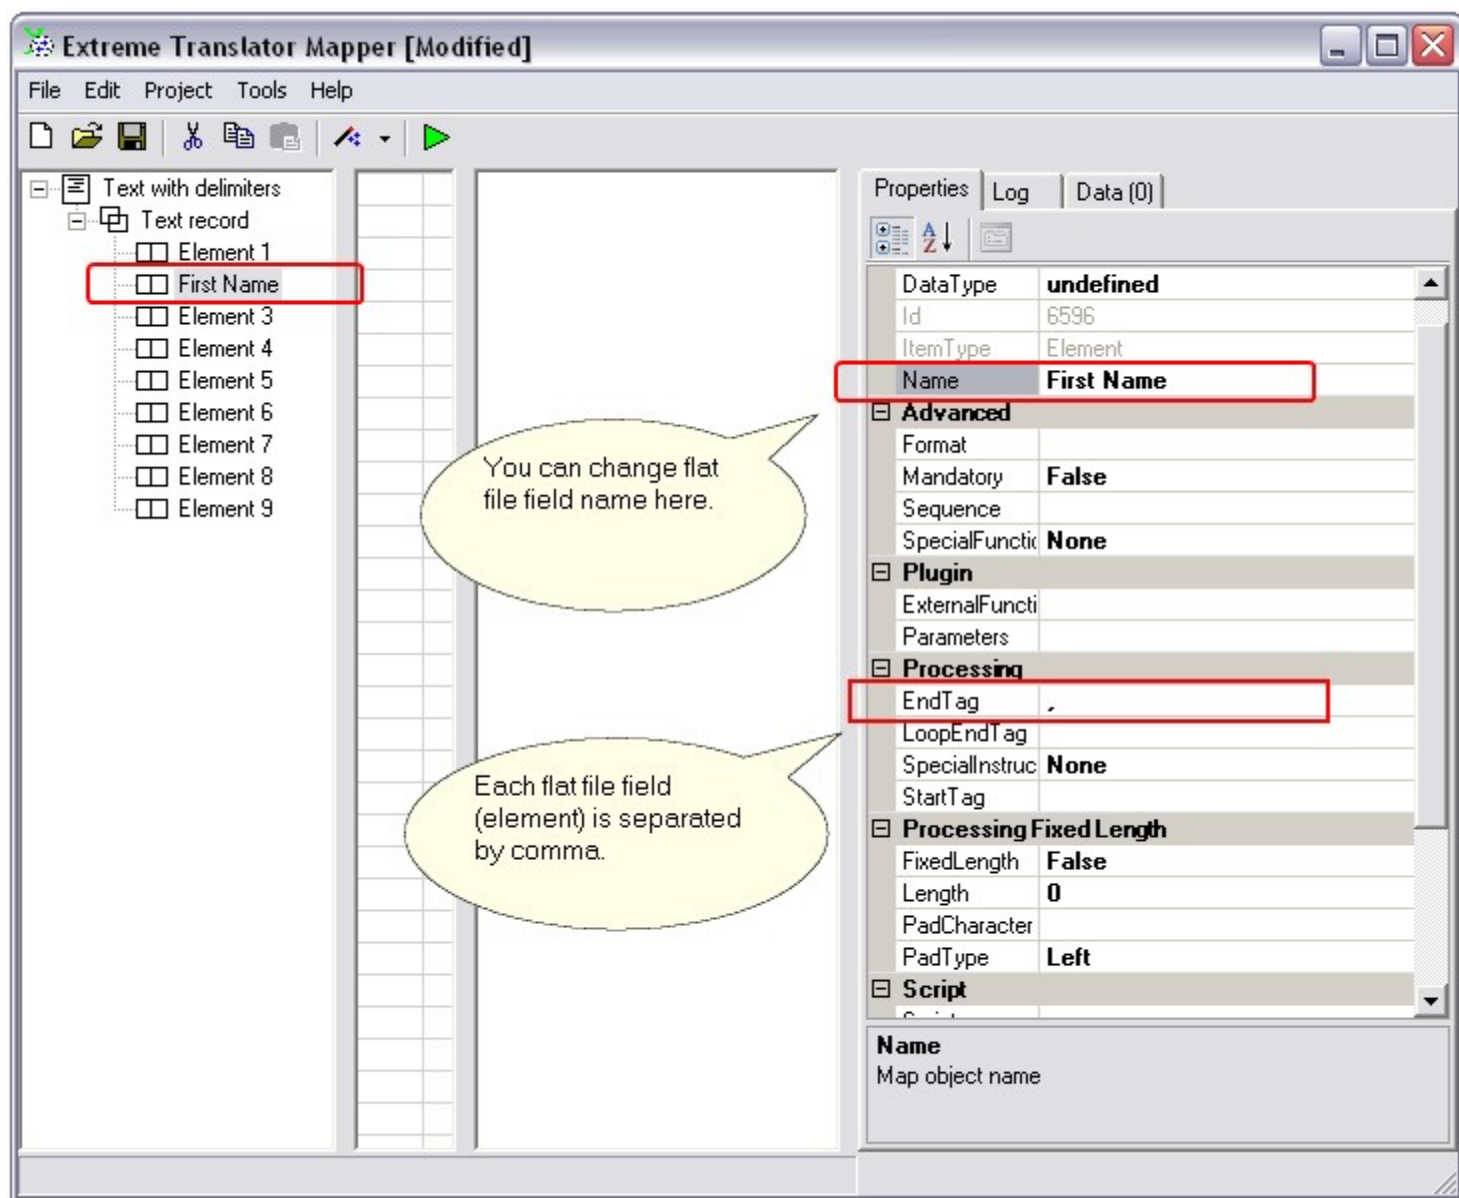 Extreme Translator Mapper [Modified]
File Edit Project Tools Help
Text with delimiters
Text record
Element 1
First Name
Element 3
Element 4
Element 5
Element 6
Element 7
Element 8
Element 9
You can change flat
file field name here.
Each flat file field
(element) is separated
by comma.
Properties Log Data (0)
DataType undefined
Id 6596
ItemType Element
Name First Name
Advanced
Format
Mandatory False
Sequence
SpecialFunctic None
Plugin
ExternalFuncti
Parameters
Processing
EndTag ,
LoopEndTag
SpecialInstruc None
StartTag
Processing Fixed Length
FixedLength False
Length 0
PadCharacter
PadType Left
Script
Name
Map object name